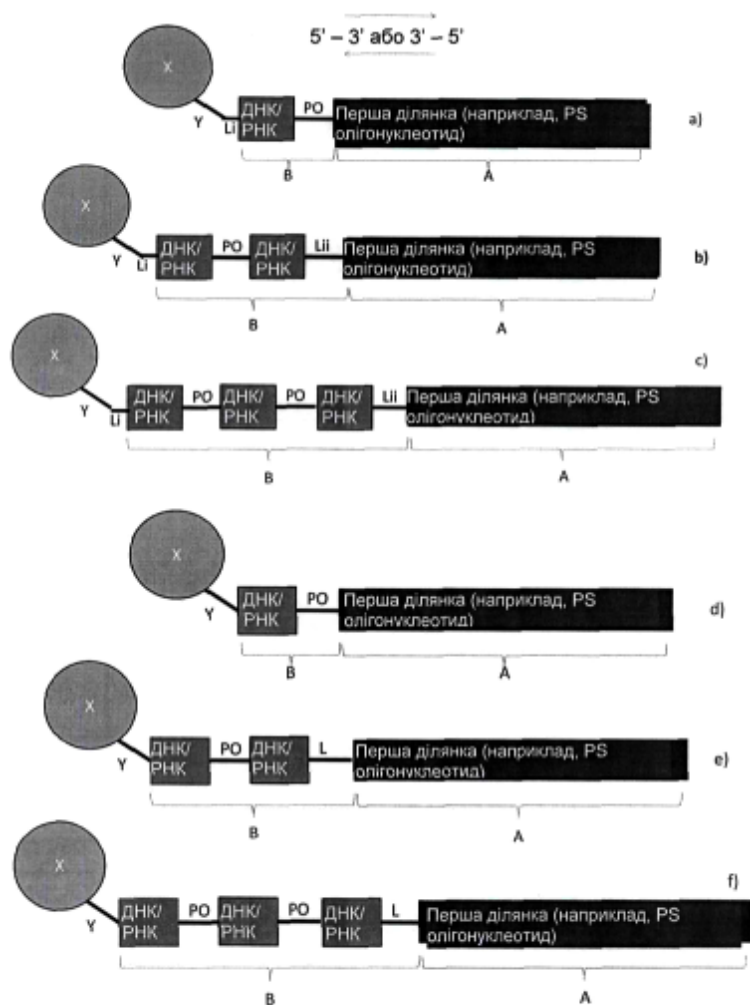 5' – 3' або 3' – 5'
X
Y
Li
ДНК/
РНК
PO
Перша ділянка (наприклад, PS
олігонуклеотид)
a)
B
A
X
Y
Li
ДНК/
РНК
PO
ДНК/
РНК
Lii
Перша ділянка (наприклад, PS
олігонуклеотид)
b)
B
A
X
Y
Li
ДНК/
РНК
PO
ДНК/
РНК
PO
ДНК/
РНК
Lii
Перша ділянка (наприклад, PS
олігонуклеотид)
c)
B
A
X
Y
ДНК/
РНК
PO
Перша ділянка (наприклад, PS
олігонуклеотид)
d)
B
A
X
Y
ДНК/
РНК
PO
ДНК/
РНК
L
Перша ділянка (наприклад, PS
олігонуклеотид)
e)
B
A
X
Y
ДНК/
РНК
PO
ДНК/
РНК
PO
ДНК/
РНК
L
Перша ділянка (наприклад, PS
олігонуклеотид)
f)
B
A